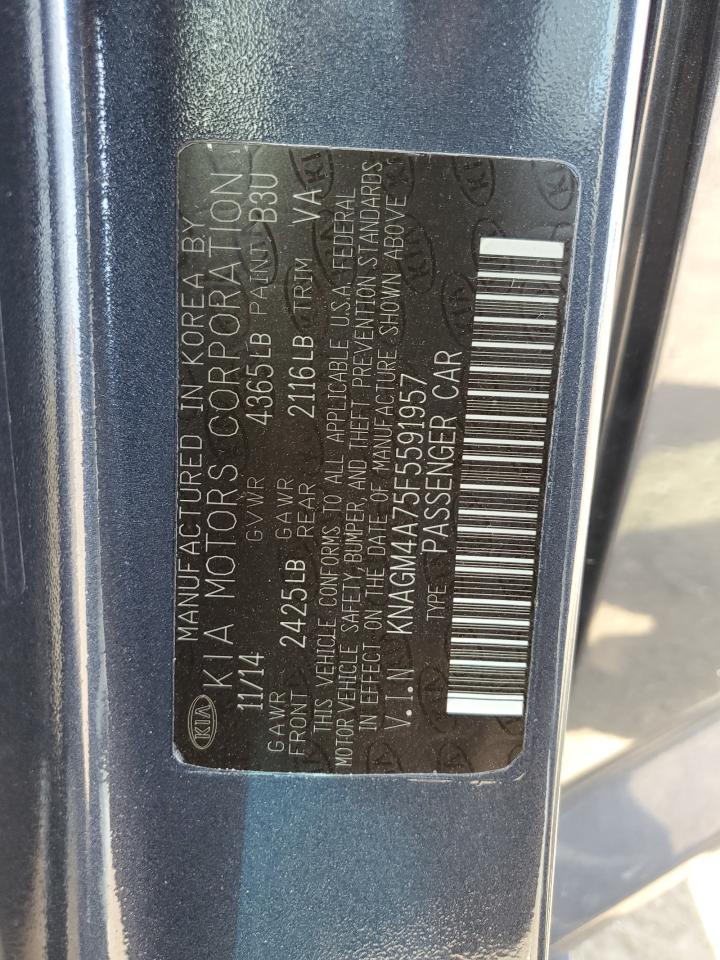 MANUFACTURED IN KOREA BY
KIA KIA MOTORS CORPORATION
11/14 GVWR 4365LB PAINT B3U
GAWR FRONT 2425LB GAWR REAR 2116LB TRIM VA
THIS VEHICLE CONFORMS TO ALL APPLICABLE U.S.A. FEDERAL
MOTOR VEHICLE SAFETY, BUMPER, AND THEFT PREVENTION STANDARDS
IN EFFECT ON THE DATE OF MANUFACTURE SHOWN ABOVE
V.I.N KNAGM4A75F5591957
TYPE PASSENGER CAR